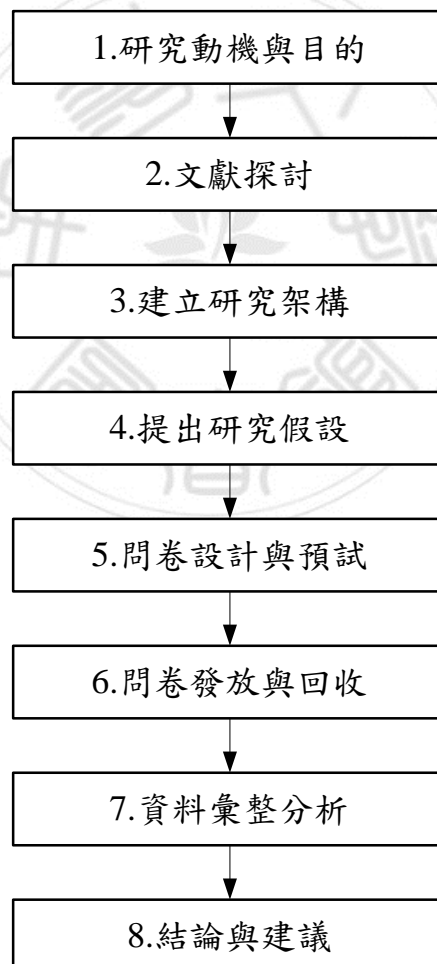 1.研究動機與目的
2.文獻探討
3.建立研究架構
4.提出研究假設
5.問卷設計與預試
6.問卷發放與回收
7.資料彙整分析
8.結論與建議